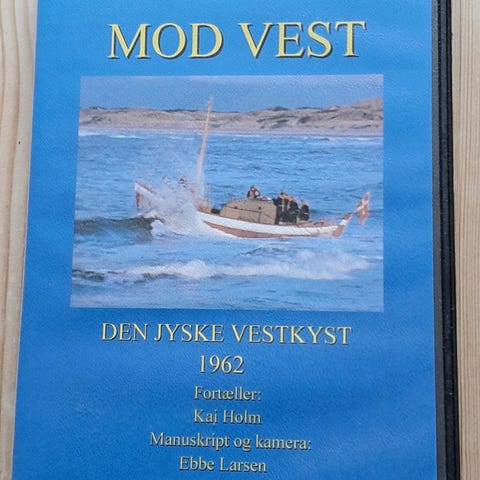 MOD VEST
DEN JYSKE VESTKYST
1962
Fortæller:
Kaj Holm
Manuskript og kamera:
Ebbe Larsen